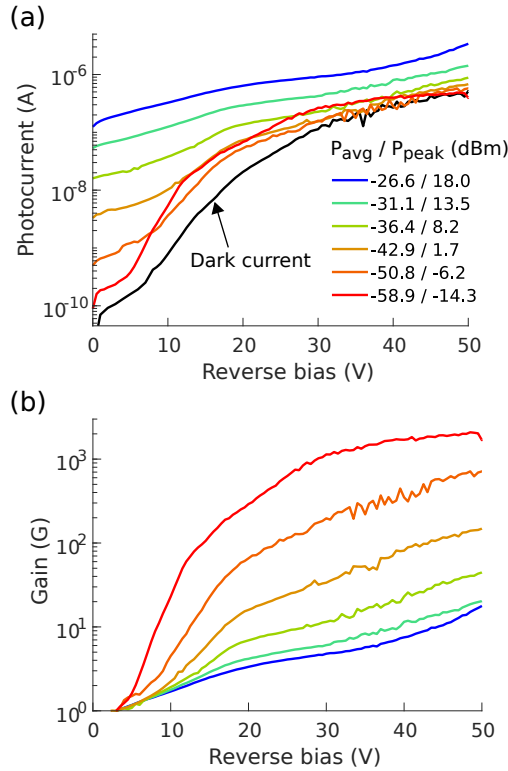 (a)
Photocurrent (A)
10⁻⁶
10⁻⁸
10⁻¹⁰
P_avg / P_peak (dBm)
-26.6 / 18.0
-31.1 / 13.5
-36.4 / 8.2
-42.9 / 1.7
-50.8 / -6.2
-58.9 / -14.3
Dark current
0 10 20 30 40 50
Reverse bias (V)
(b)
Gain (G)
10³
10²
10¹
10⁰
0 10 20 30 40 50
Reverse bias (V)